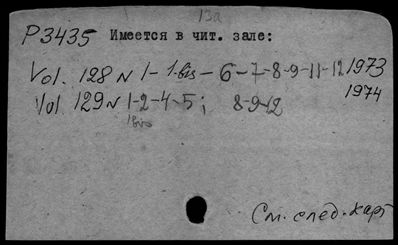 13а
Р3435 Имеется в чит. зале:
Vol. 128 N 1-1-bis-6-7-8-9-11-12 1973
Vol 129 N 1-2-4-5; 8-9-12 1974
1bis
См. след. карт